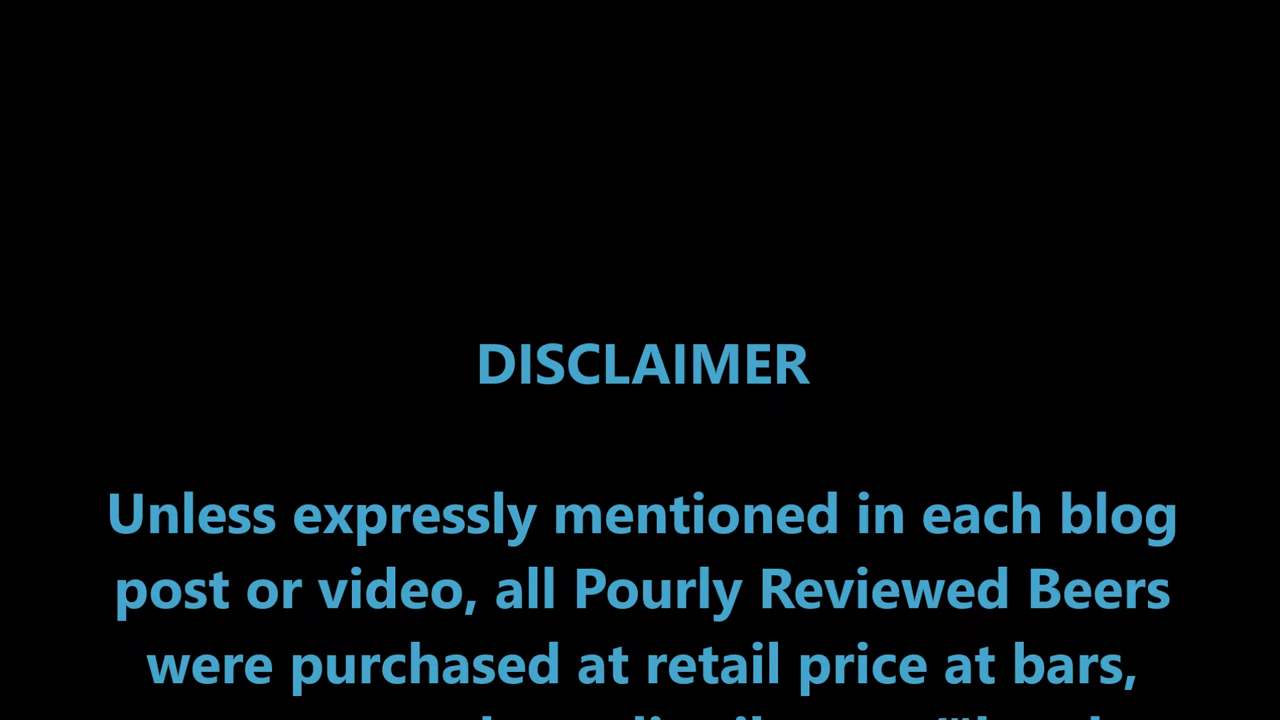 DISCLAIMER
Unless expressly mentioned in each blog
post or video, all Pourly Reviewed Beers
were purchased at retail price at bars,